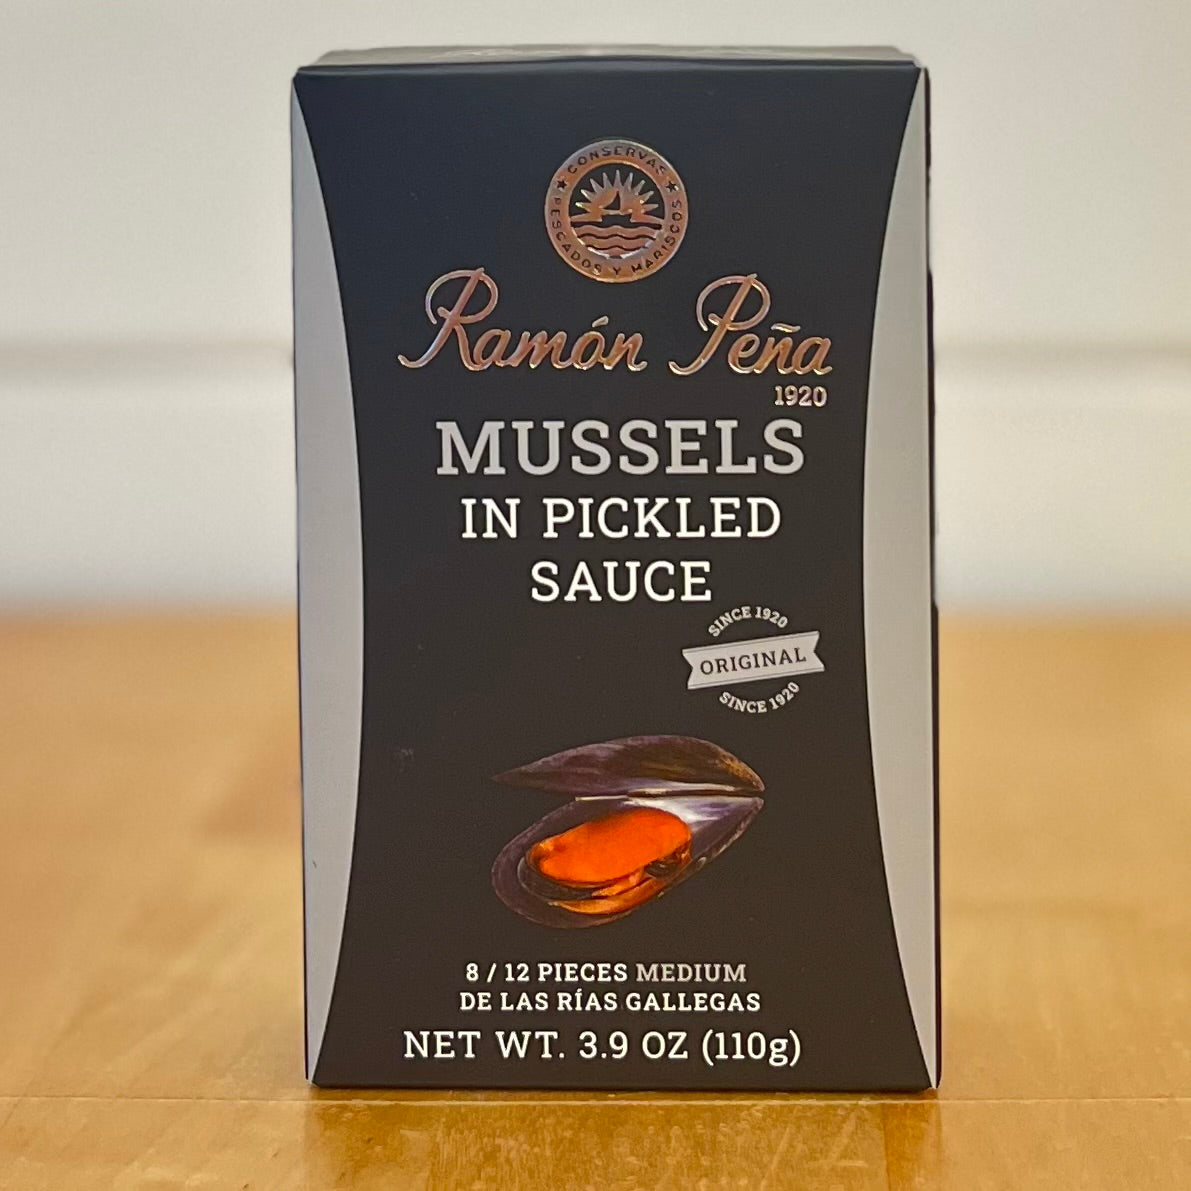 CONSERVAS
PESCADOS Y MARISCOS
Ramón Peña
1920
MUSSELS
IN PICKLED
SAUCE
SINCE 1920
ORIGINAL
SINCE 1920
8 / 12 PIECES MEDIUM
DE LAS RÍAS GALLEGAS
NET WT. 3.9 OZ (110g)